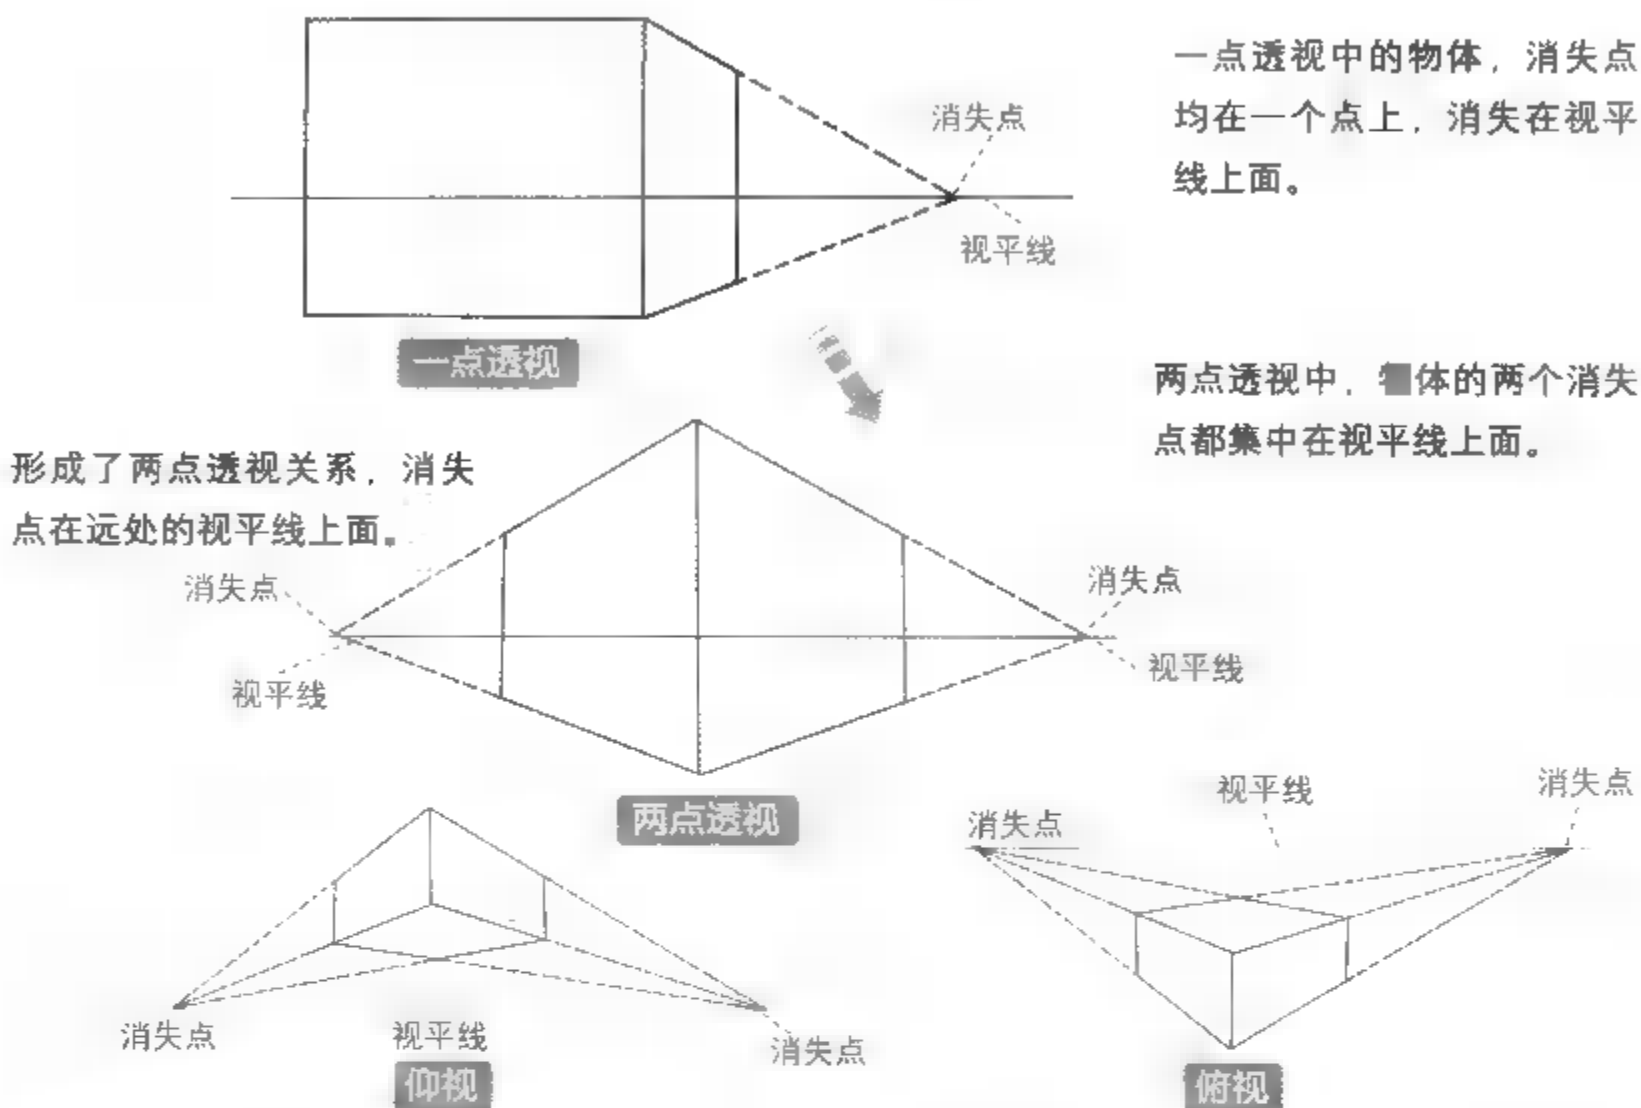 一点透视中的物体，消失点
均在一个点上，消失在视平
线上面。
消失点
视平线
一点透视
两点透视中，物体的两个消失
点都集中在视平线上面。
形成了两点透视关系，消失
点在远处的视平线上面。
消失点
视平线
消失点
视平线
两点透视
消失点
视平线
消失点
仰视
消失点
视平线
消失点
俯视